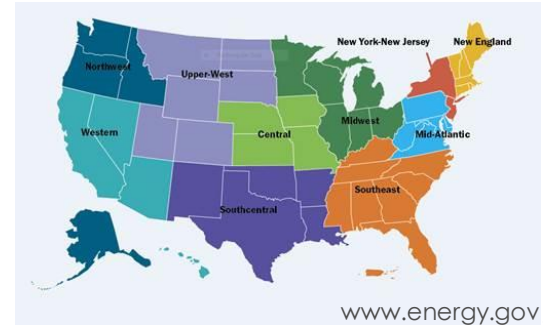 New York-New Jersey
New England
Northwest
Upper-West
Midwest
Western
Central
Mid-Atlantic
Southeast
Southcentral
www.energy.gov